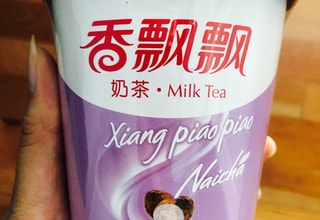 香飘飘
奶茶·Milk Tea
Xiang piao piao
Naicha